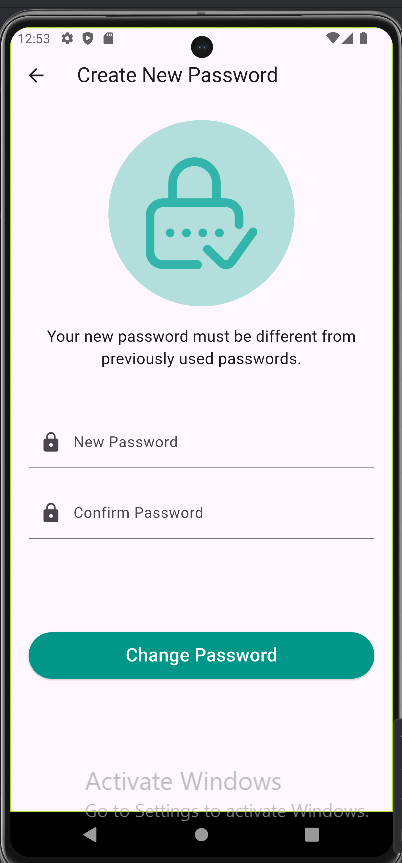 12:53
Create New Password
Your new password must be different from
previously used passwords.
New Password
Confirm Password
Change Password
Activate Windows
Go to Settings to activate Windows.